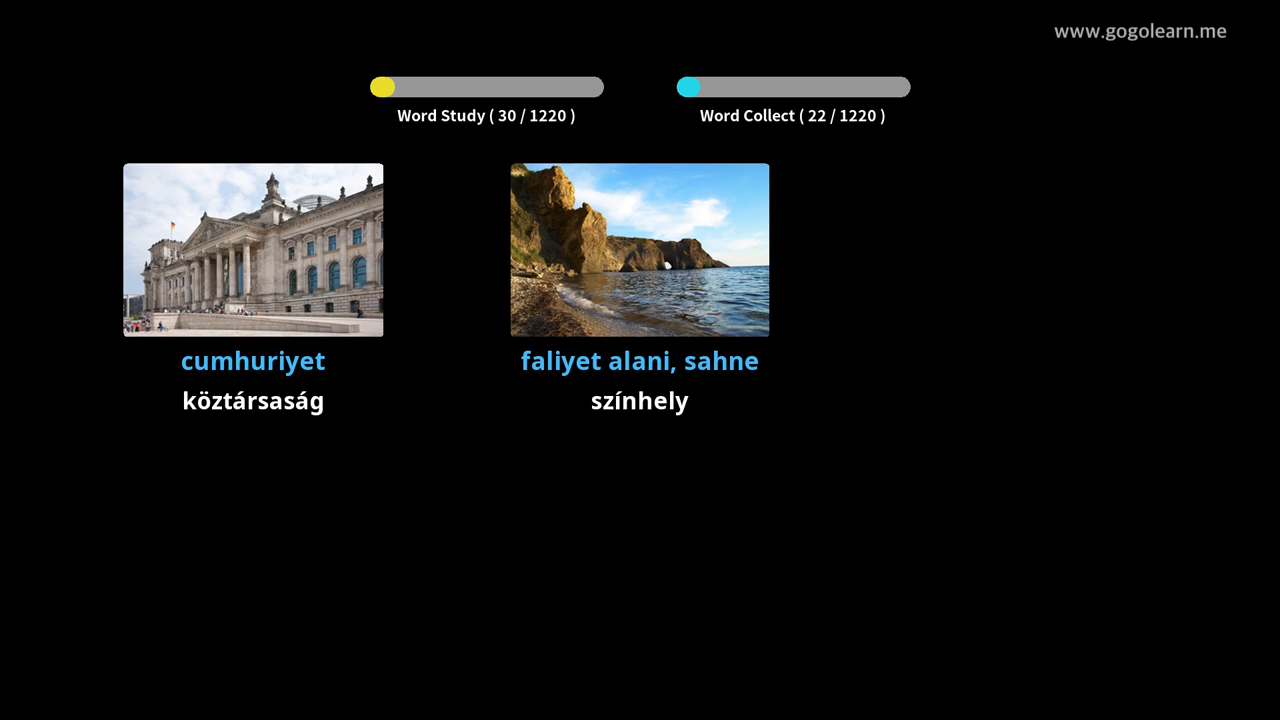 www.gogolearn.me
Word Study ( 30 / 1220 )
Word Collect ( 22 / 1220 )
cumhuriyet
köztársaság
faliyet alani, sahne
színhely